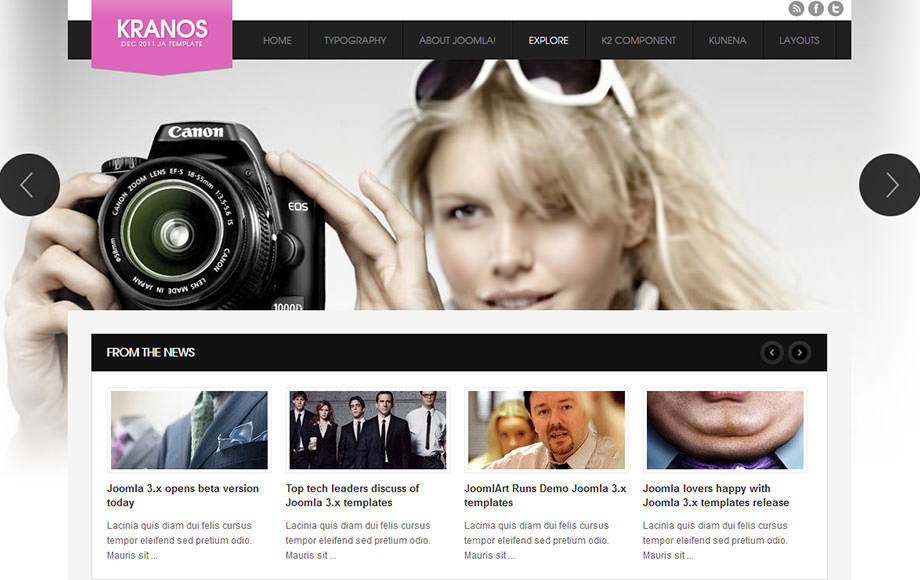 KRANOS
DEC 2011 JA TEMPLATE
HOME TYPOGRAPHY ABOUT JOOMLA! EXPLORE K2 COMPONENT KUNENA LAYOUTS
Canon
CANON ZOOM LENS EF-S 18-55mm 1:3.5-5.6 IS
CANON LENS MADE IN JAPAN ø58mm
EOS
1000D
FROM THE NEWS
Joomla 3.x opens beta version
today
Lacinia quis diam dui felis cursus
tempor eleifend sed pretium odio.
Mauris sit ...
Top tech leaders discuss of
Joomla 3.x templates
Lacinia quis diam dui felis cursus
tempor eleifend sed pretium odio.
Mauris sit ...
JoomlArt Runs Demo Joomla 3.x
templates
Lacinia quis diam dui felis cursus
tempor eleifend sed pretium odio.
Mauris sit ...
Joomla lovers happy with
Joomla 3.x templates release
Lacinia quis diam dui felis cursus
tempor eleifend sed pretium odio.
Mauris sit ...